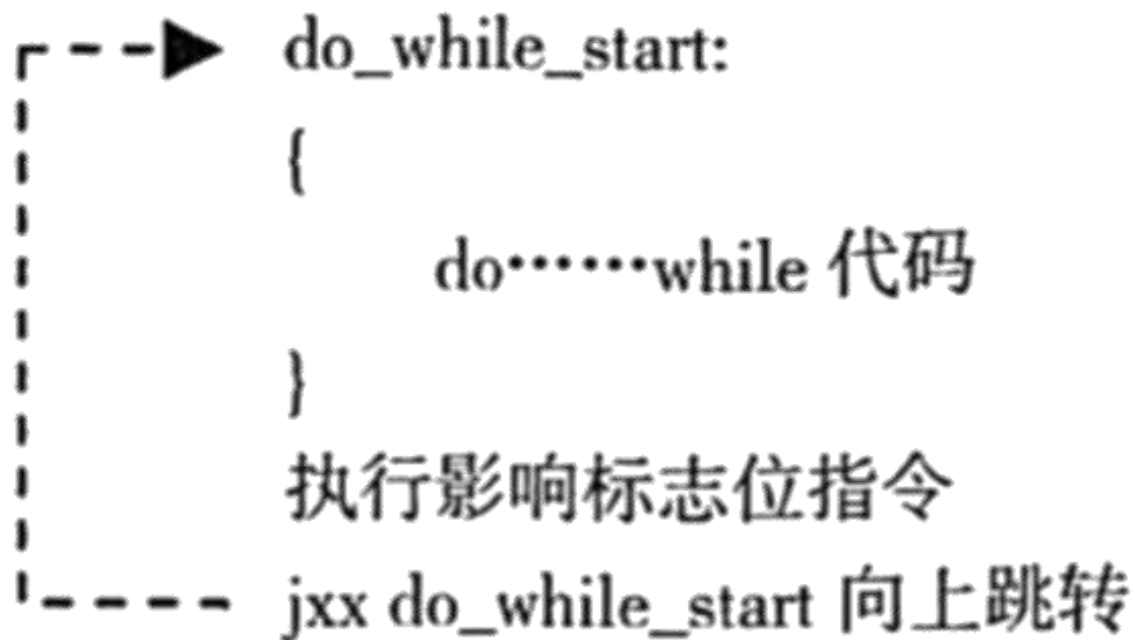 do_while_start:
{
do……while 代码
}
执行影响标志位指令
jxx do_while_start 向上跳转